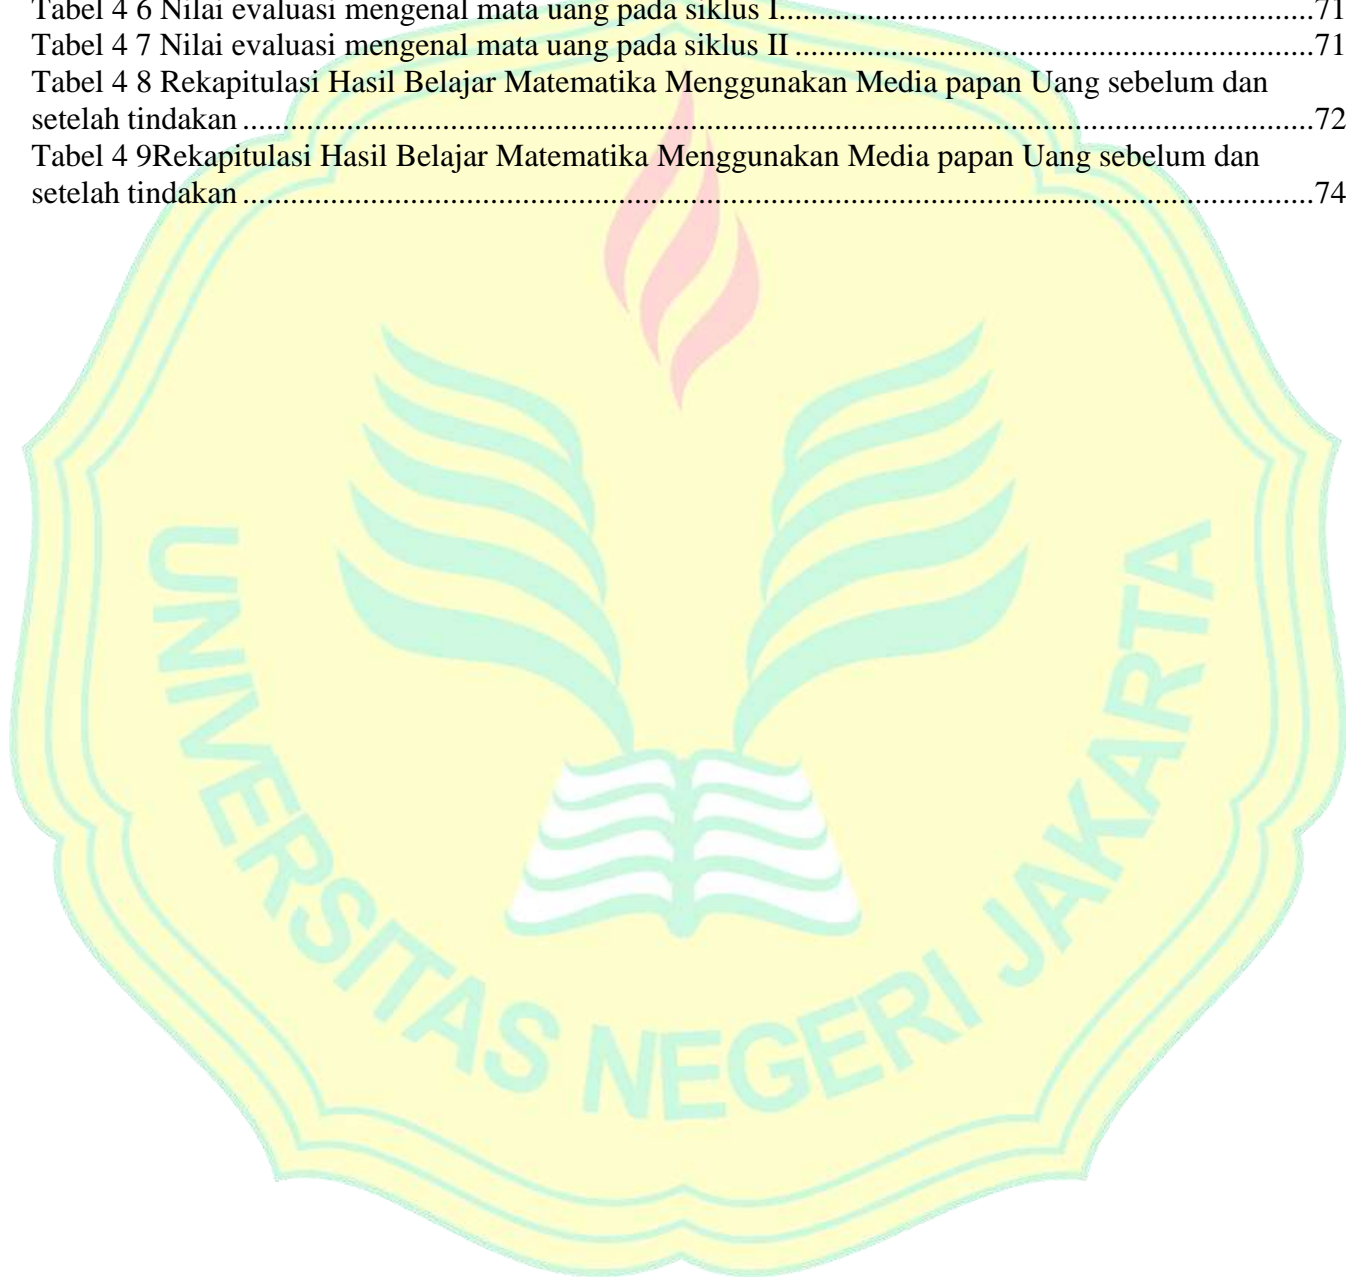 Tabel 4 6 Nilai evaluasi mengenal mata uang pada siklus I....................................................................71
Tabel 4 7 Nilai evaluasi mengenal mata uang pada siklus II ..................................................................71
Tabel 4 8 Rekapitulasi Hasil Belajar Matematika Menggunakan Media papan Uang sebelum dan
setelah tindakan ........................................................................................................................................72
Tabel 4 9Rekapitulasi Hasil Belajar Matematika Menggunakan Media papan Uang sebelum dan
setelah tindakan ........................................................................................................................................74
UNIVERSITAS NEGERI JAKARTA